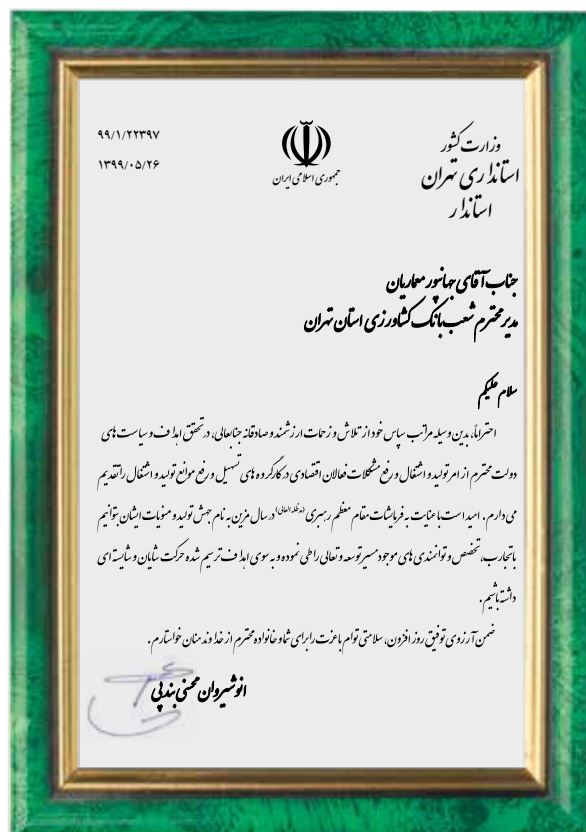 ۹۹/۱/۲۲۳۹۷
۱۳۹۹/۰۵/۲۶
جمهوری اسلامی ایران
وزارت کشور
استانداری تهران
استاندار
جناب آقای جهانپور معماریان
مدیر محترم شعب بانک کشاورزی استان تهران
سلام علیکم
احتراماً، بدین وسیله مراتب سپاس خود از تلاش و زحمات ارزشمند و صادقانه جنابعالی، در تحقق اهداف و سیاست های
دولت محترم از امر تولید و اشتغال و رفع مشکلات فعالان اقتصادی در کارگروه های تسهیل و رفع موانع تولید و اشتغال را تقدیم
می دارم. امید است با عنایت به فرمایشات مقام معظم رهبری (مدظله العالی) در سال مزین به نام جهش تولید و منویات ایشان بتوانیم
با تجارب، تخصص و توانمندی های موجود مسیر توسعه و تعالی را طی نموده و به سوی اهداف ترسیم شده حرکت شایان و شایسته ای
داشته باشیم.
ضمن آرزوی توفیق روز افزون، سلامتی توام با عزت را برای شما و خانواده محترم از خداوند منان خواستارم.
انوشیروان محسنی بندپی